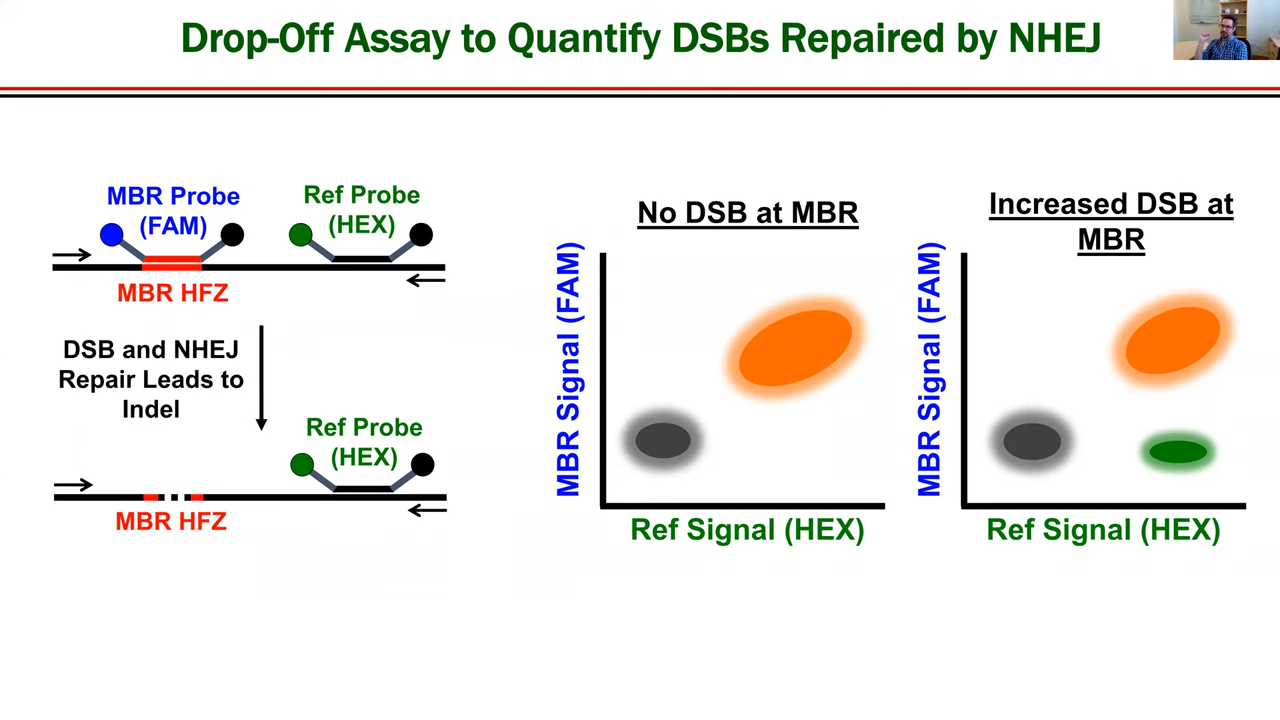 Drop-Off Assay to Quantify DSBs Repaired by NHEJ
MBR Probe
(FAM)
Ref Probe
(HEX)
MBR HFZ
DSB and NHEJ
Repair Leads to
Indel
Ref Probe
(HEX)
MBR HFZ
No DSB at MBR
MBR Signal (FAM)
Ref Signal (HEX)
Increased DSB at
MBR
MBR Signal (FAM)
Ref Signal (HEX)